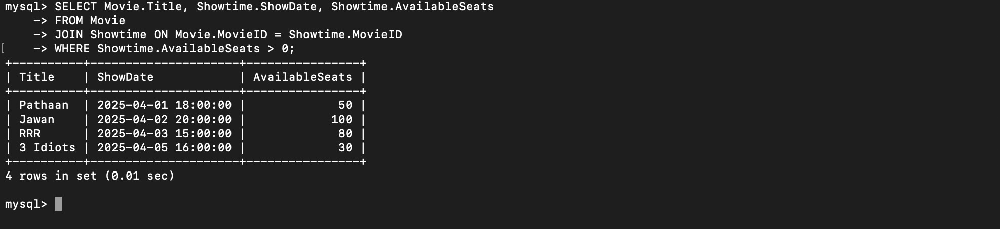 mysql> SELECT Movie.Title, Showtime.ShowDate, Showtime.AvailableSeats
    -> FROM Movie
    -> JOIN Showtime ON Movie.MovieID = Showtime.MovieID
[    -> WHERE Showtime.AvailableSeats > 0;
+----------+---------------------+----------------+
| Title    | ShowDate            | AvailableSeats |
+----------+---------------------+----------------+
| Pathaan  | 2025-04-01 18:00:00 |             50 |
| Jawan    | 2025-04-02 20:00:00 |            100 |
| RRR      | 2025-04-03 15:00:00 |             80 |
| 3 Idiots | 2025-04-05 16:00:00 |             30 |
+----------+---------------------+----------------+
4 rows in set (0.01 sec)
mysql>